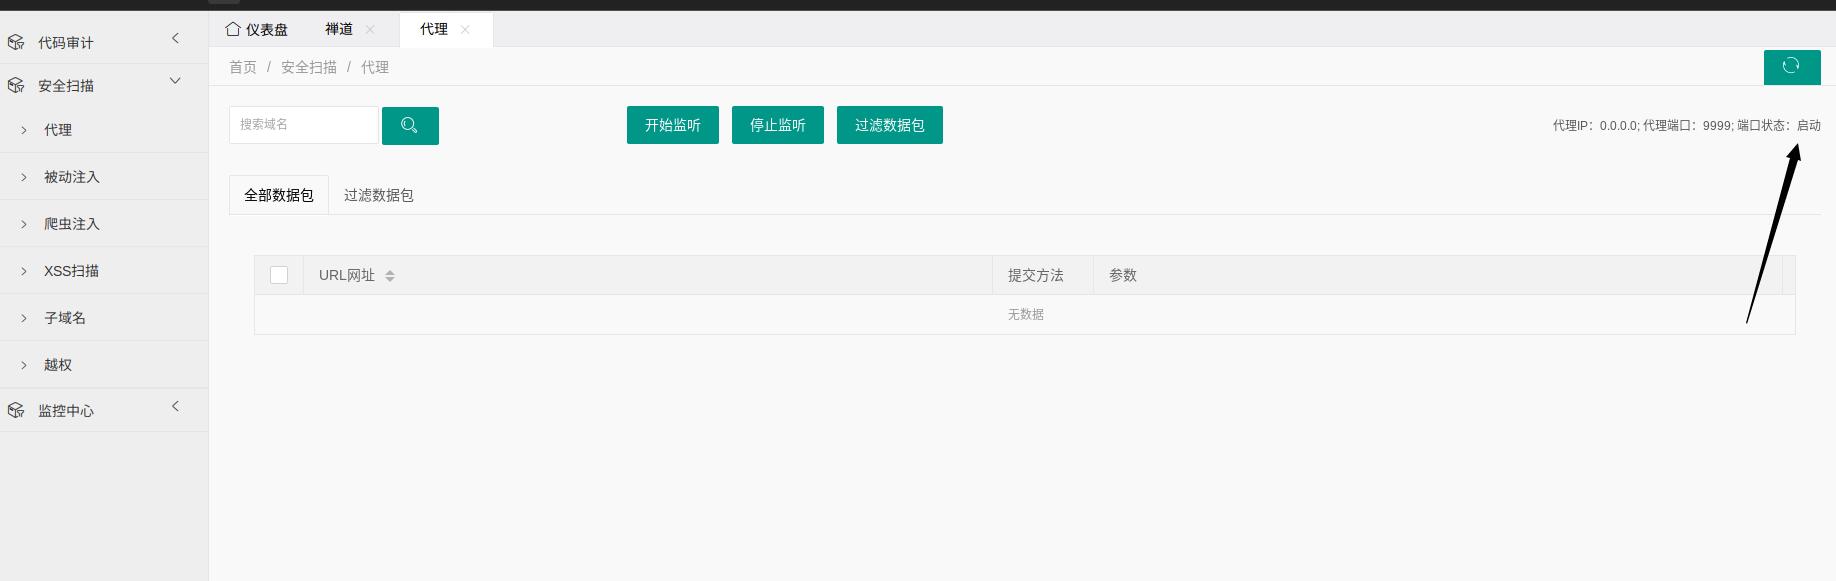 代码审计
安全扫描
代理
被动注入
爬虫注入
XSS扫描
子域名
越权
监控中心
仪表盘 禅道 代理
首页 / 安全扫描 / 代理
搜索域名 开始监听 停止监听 过滤数据包 代理IP：0.0.0.0; 代理端口：9999; 端口状态：启动
全部数据包 过滤数据包
URL网址 提交方法 参数
无数据